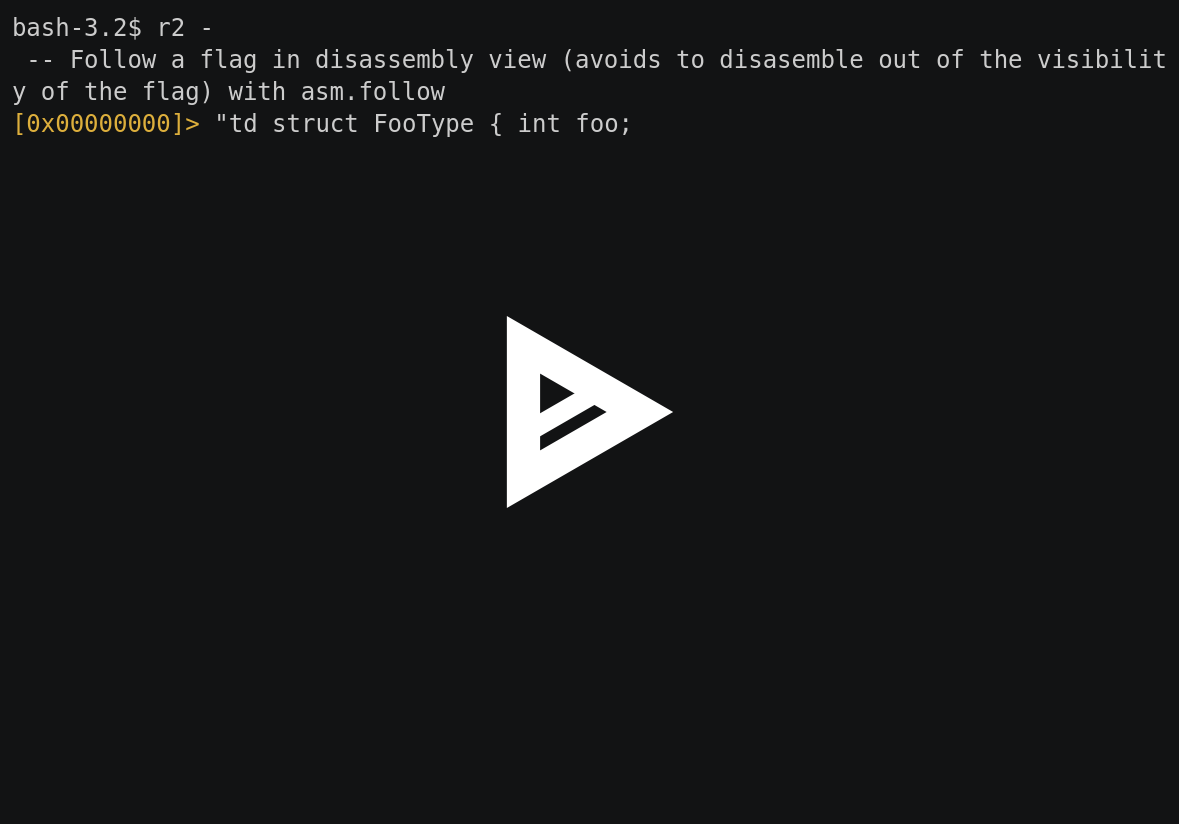 bash-3.2$ r2 -
 -- Follow a flag in disassembly view (avoids to disasemble out of the visibilit
y of the flag) with asm.follow
[0x00000000]> "td struct FooType { int foo;